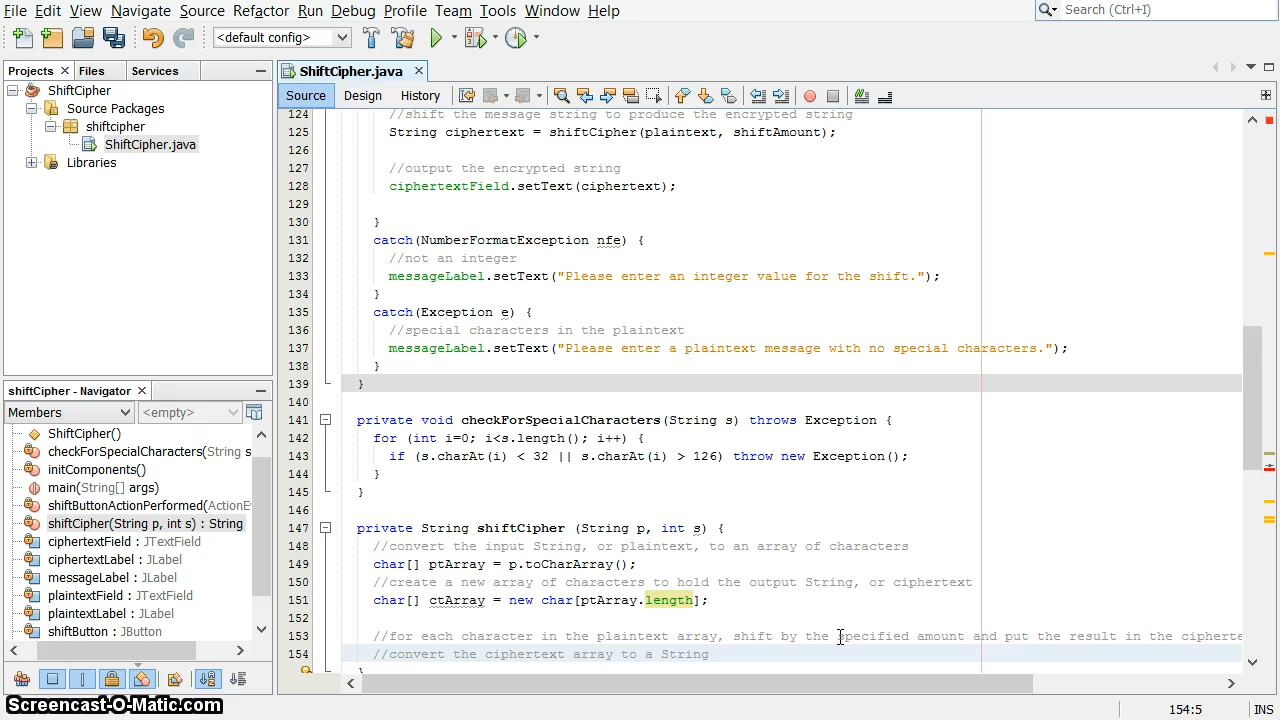 File Edit View Navigate Source Refactor Run Debug Profile Team Tools Window Help
Search (Ctrl+I)
<default config>
Projects Files Services
ShiftCipher.java
ShiftCipher
Source Packages
shiftcipher
ShiftCipher.java
Libraries
Source Design History
124 //shift the message string to produce the encrypted string
125 String ciphertext = shiftCipher(plaintext, shiftAmount);
126
127 //output the encrypted string
128 ciphertextField.setText(ciphertext);
129
130 }
131 catch(NumberFormatException nfe) {
132 //not an integer
133 messageLabel.setText("Please enter an integer value for the shift.");
134 }
135 catch(Exception e) {
136 //special characters in the plaintext
137 messageLabel.setText("Please enter a plaintext message with no special characters.");
138 }
139 }
140
141 private void checkForSpecialCharacters(String s) throws Exception {
142 for (int i=0; i<s.length(); i++) {
143 if (s.charAt(i) < 32 || s.charAt(i) > 126) throw new Exception();
144 }
145 }
146
147 private String shiftCipher (String p, int s) {
148 //convert the input String, or plaintext, to an array of characters
149 char[] ptArray = p.toCharArray();
150 //create a new array of characters to hold the output String, or ciphertext
151 char[] ctArray = new char[ptArray.length];
152
153 //for each character in the plaintext array, shift by the specified amount and put the result in the cipherte
154 //convert the ciphertext array to a String
}
shiftCipher - Navigator
Members
<empty>
ShiftCipher()
checkForSpecialCharacters(String s
initComponents()
main(String[] args)
shiftButtonActionPerformed(ActionE
shiftCipher(String p, int s) : String
ciphertextField : JTextField
ciphertextLabel : JLabel
messageLabel : JLabel
plaintextField : JTextField
plaintextLabel : JLabel
shiftButton : JButton
154:5 INS
Screencast-O-Matic.com